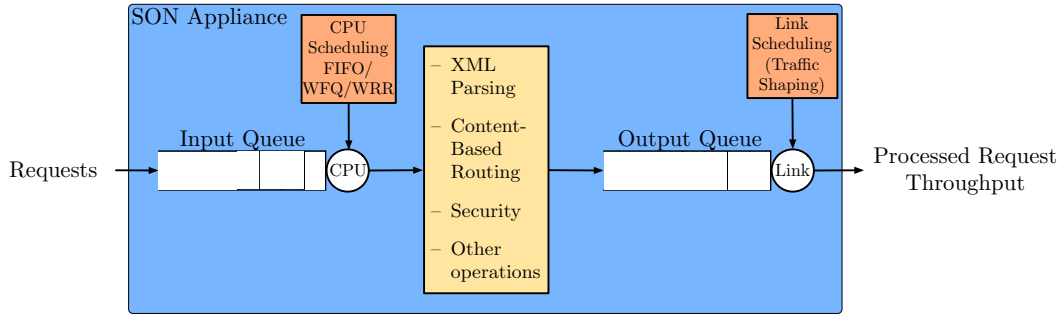 SON Appliance
CPU
Scheduling
FIFO/
WFQ/WRR
Link
Scheduling
(Traffic
Shaping)
– XML
Parsing
– Content-
Based
Routing
– Security
– Other
operations
Input Queue
Output Queue
Requests
CPU
Link
Processed Request
Throughput